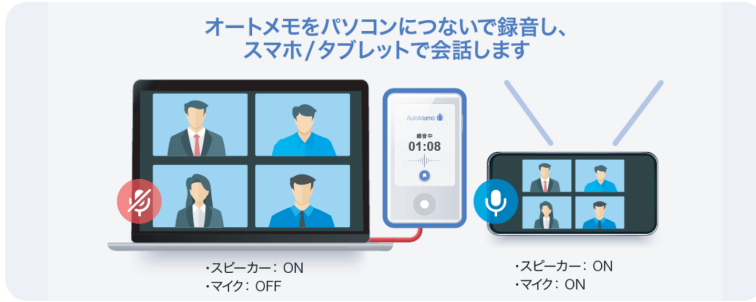 オートメモをパソコンにつないで録音し、
スマホ/タブレットで会話します
AutoMemo
録音中
01:08
・スピーカー： ON
・マイク： OFF
・スピーカー： ON
・マイク： ON